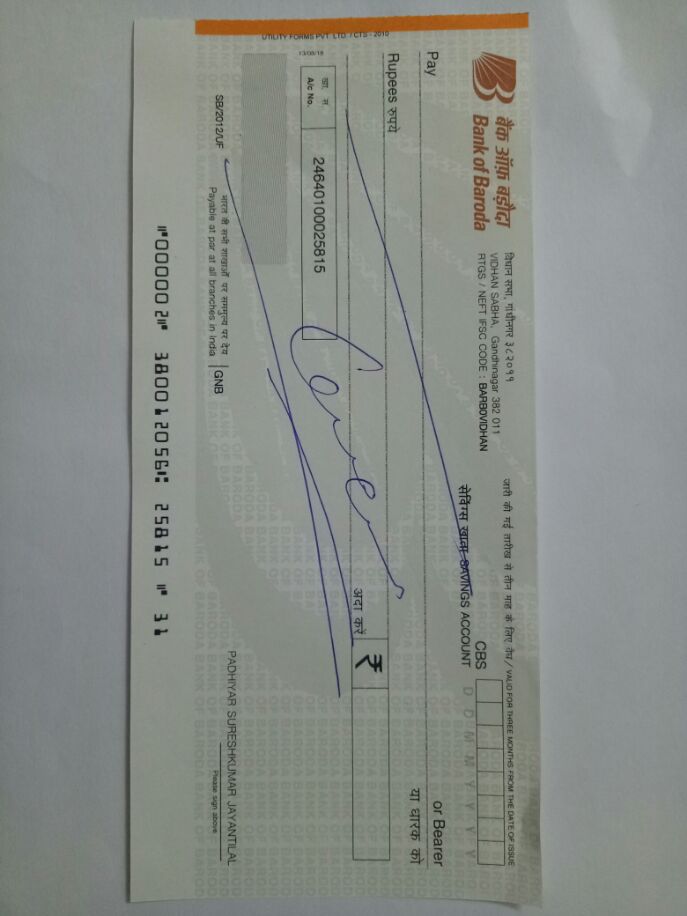 बैंक ऑफ़ बड़ौदा
Bank of Baroda
विधान सभा, गांधीनगर ३८२०११
VIDHAN SABHA, Gandhinagar 382 011
RTGS / NEFT IFSC CODE : BARB0VIDHAN
जारी की गई तारीख से तीन माह के लिए वैध / VALID FOR THREE MONTHS FROM THE DATE OF ISSUE
CBS
D D M M Y Y Y Y
सेविंग्स खाता SAVINGS ACCOUNT
Pay
or Bearer
या धारक को
Rupees रुपये
अदा करें
₹
खा. सं.
A/c No.
24640100025815
13/08/18
UTILITY FORMS PVT. LTD. / CTS - 2010
SB/2012/UF
भारत की सभी शाखाओं पर सममूल्य पर देय
Payable at par at all branches in India
GNB
PADHIYAR SURESHKUMAR JAYANTILAL
Please sign above
⑈000002⑈ 380012056⑆ 25815 ⑈ 31